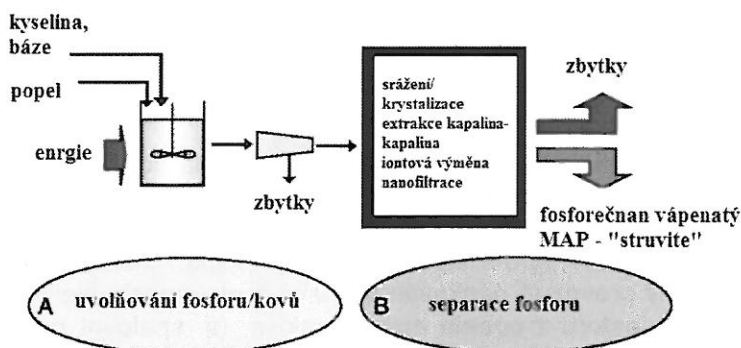 kyselina,
báze
popel
enrgie
zbytky
srážení/
krystalizace
extrakce kapalina-
kapalina
iontová výměna
nanofiltrace
zbytky
fosforečnan vápenatý
MAP - "struvite"
A uvolňování fosforu/kovů
B separace fosforu